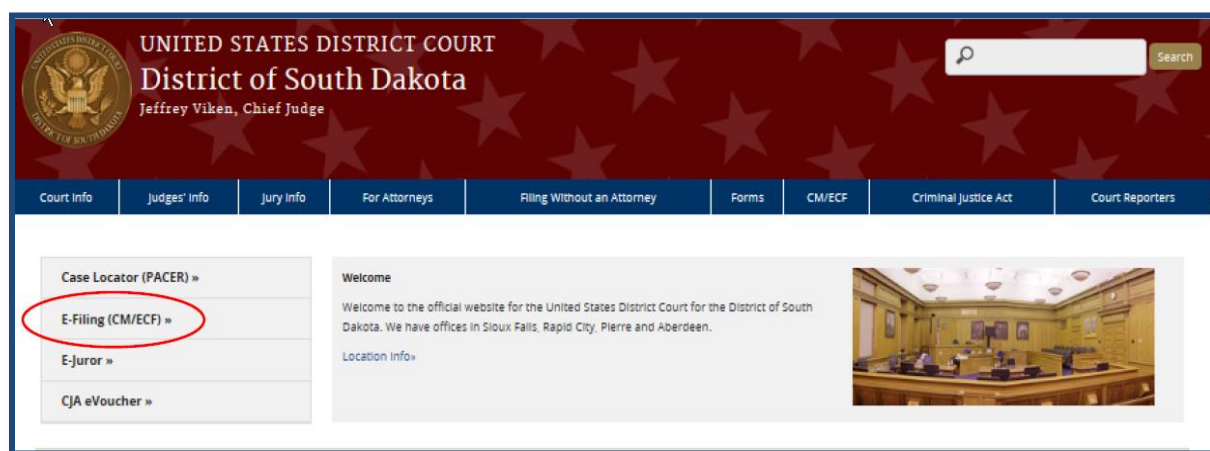 UNITED STATES DISTRICT COURT
District of South Dakota
Jeffrey Viken, Chief Judge
Search
Court Info
Judges' Info
Jury Info
For Attorneys
Filing Without an Attorney
Forms
CM/ECF
Criminal Justice Act
Court Reporters
Case Locator (PACER) »
E-Filing (CM/ECF) »
E-Juror »
CJA eVoucher »
Welcome
Welcome to the official website for the United States District Court for the District of South
Dakota. We have offices in Sioux Falls, Rapid City, Pierre and Aberdeen.
Location Info»